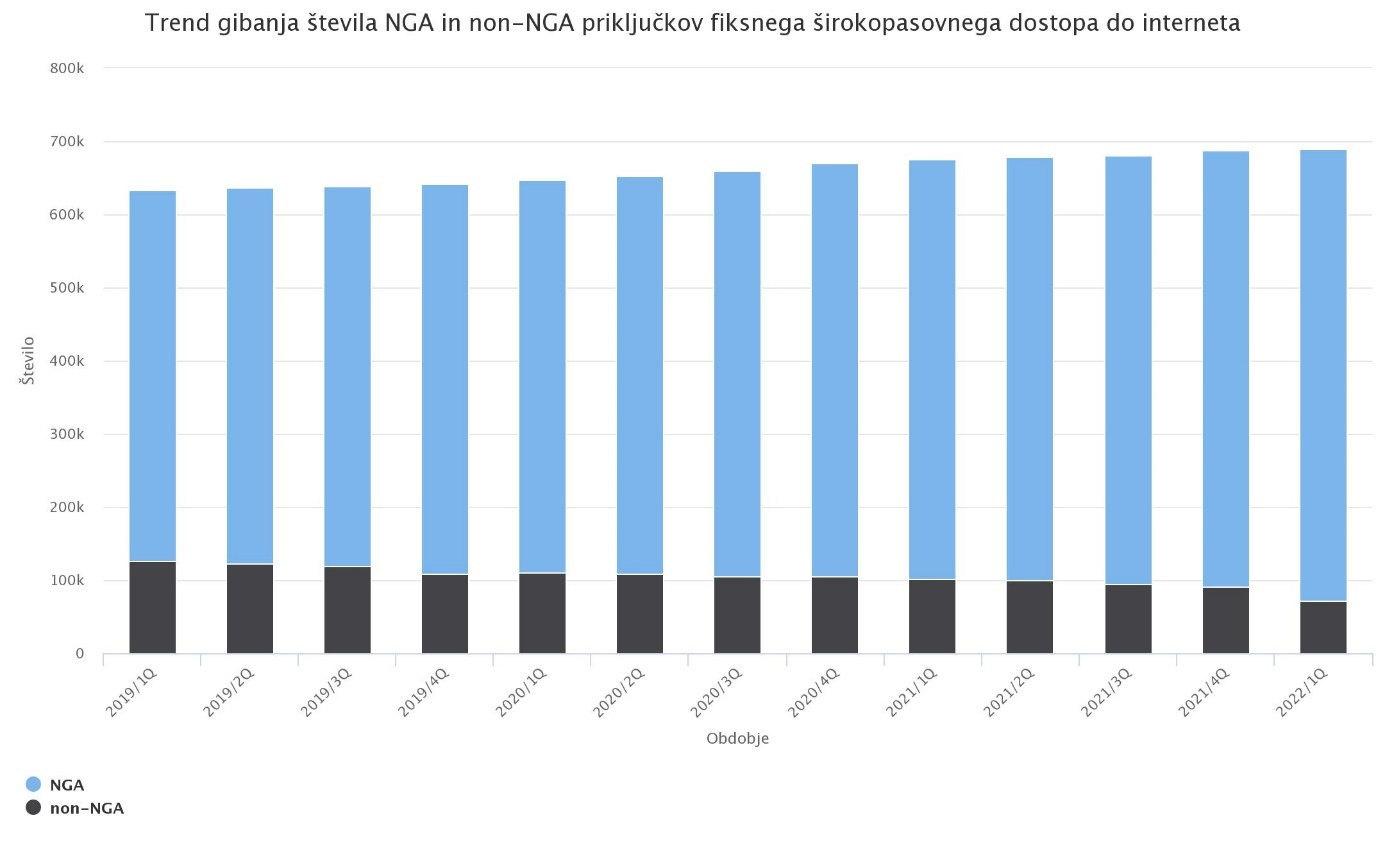 Trend gibanja števila NGA in non-NGA priključkov fiksnega širokopasovnega dostopa do interneta
800k
700k
600k
500k
400k
300k
200k
100k
0
Število
2019/1Q
2019/2Q
2019/3Q
2019/4Q
2020/1Q
2020/2Q
2020/3Q
2020/4Q
2021/1Q
2021/2Q
2021/3Q
2021/4Q
2022/1Q
Obdobje
NGA
non-NGA